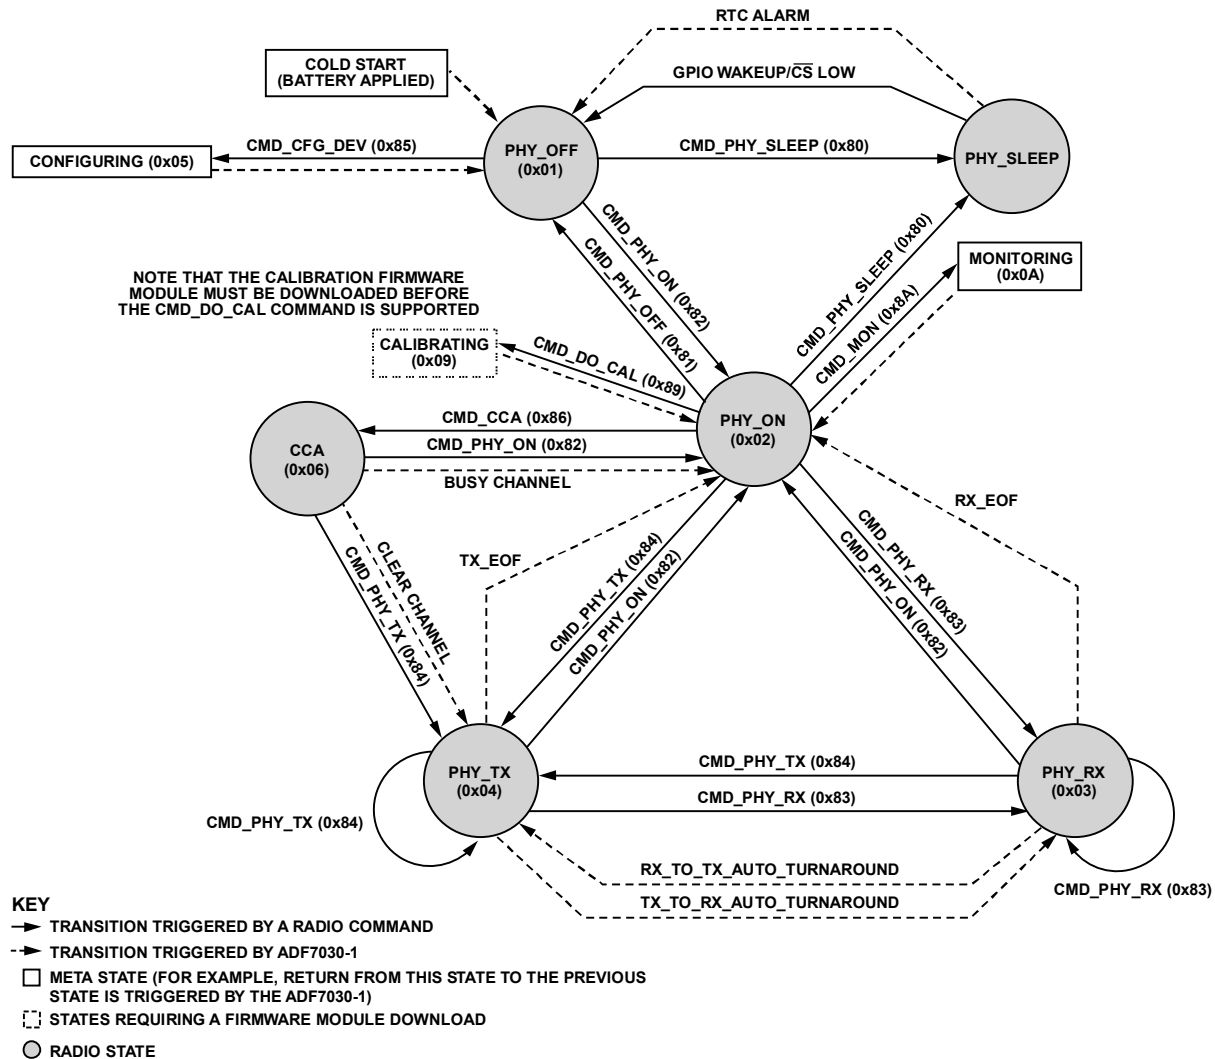 RTC ALARM
COLD START
(BATTERY APPLIED)
GPIO WAKEUP/CS LOW
CMD_CFG_DEV (0x85)
CONFIGURING (0x05)
PHY_OFF
(0x01)
CMD_PHY_SLEEP (0x80)
PHY_SLEEP
CMD_PHY_ON (0x82)
CMD_PHY_OFF (0x81)
CMD_PHY_SLEEP (0x80)
CMD_MON (0x8A)
MONITORING
(0x0A)
NOTE THAT THE CALIBRATION FIRMWARE
MODULE MUST BE DOWNLOADED BEFORE
THE CMD_DO_CAL COMMAND IS SUPPORTED
CALIBRATING
(0x09)
CMD_DO_CAL (0x89)
PHY_ON
(0x02)
CMD_CCA (0x86)
CMD_PHY_ON (0x82)
BUSY CHANNEL
CCA
(0x06)
RX_EOF
TX_EOF
CLEAR CHANNEL
CMD_PHY_TX (0x84)
CMD_PHY_TX (0x84)
CMD_PHY_ON (0x82)
CMD_PHY_RX (0x83)
CMD_PHY_ON (0x82)
PHY_TX
(0x04)
CMD_PHY_TX (0x84)
CMD_PHY_RX (0x83)
PHY_RX
(0x03)
CMD_PHY_TX (0x84)
RX_TO_TX_AUTO_TURNAROUND
TX_TO_RX_AUTO_TURNAROUND
CMD_PHY_RX (0x83)
KEY
TRANSITION TRIGGERED BY A RADIO COMMAND
TRANSITION TRIGGERED BY ADF7030-1
META STATE (FOR EXAMPLE, RETURN FROM THIS STATE TO THE PREVIOUS
STATE IS TRIGGERED BY THE ADF7030-1)
STATES REQUIRING A FIRMWARE MODULE DOWNLOAD
RADIO STATE